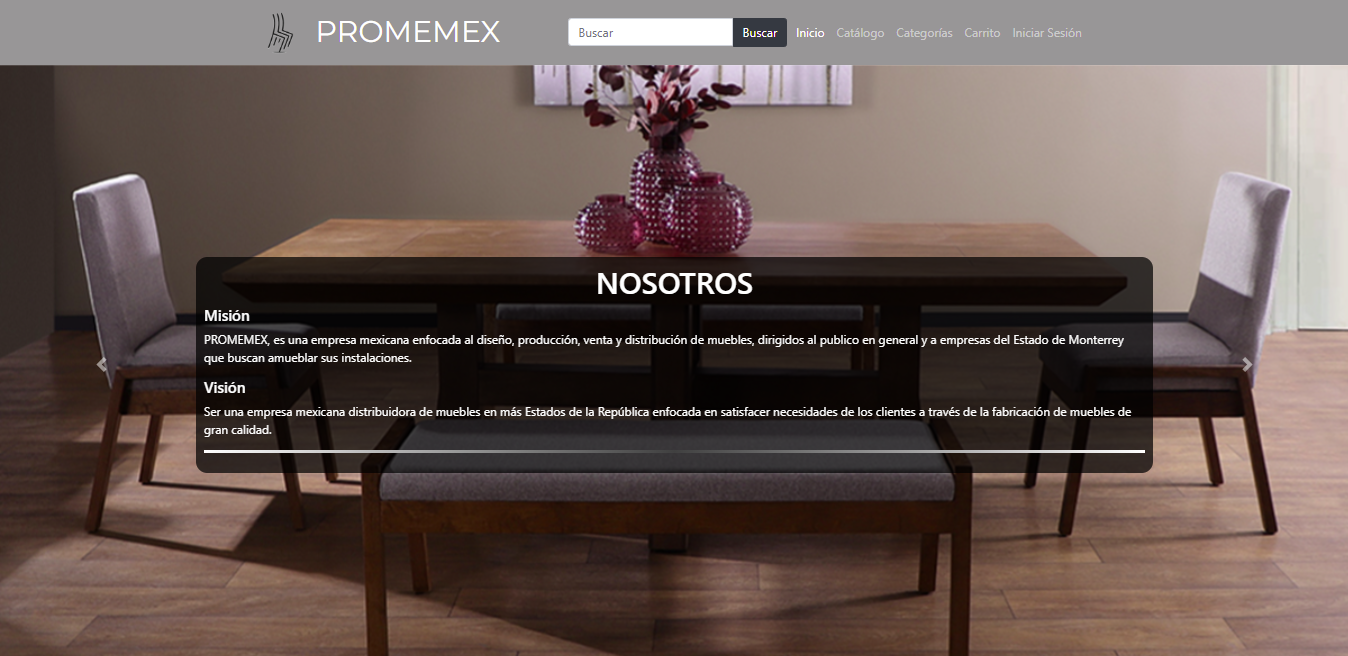 PROMEMEX
Buscar Buscar Inicio Catálogo Categorías Carrito Iniciar Sesión
NOSOTROS
Misión
PROMEMEX, es una empresa mexicana enfocada al diseño, producción, venta y distribución de muebles, dirigidos al publico en general y a empresas del Estado de Monterrey
que buscan amueblar sus instalaciones.
Visión
Ser una empresa mexicana distribuidora de muebles en más Estados de la República enfocada en satisfacer necesidades de los clientes a través de la fabricación de muebles de
gran calidad.